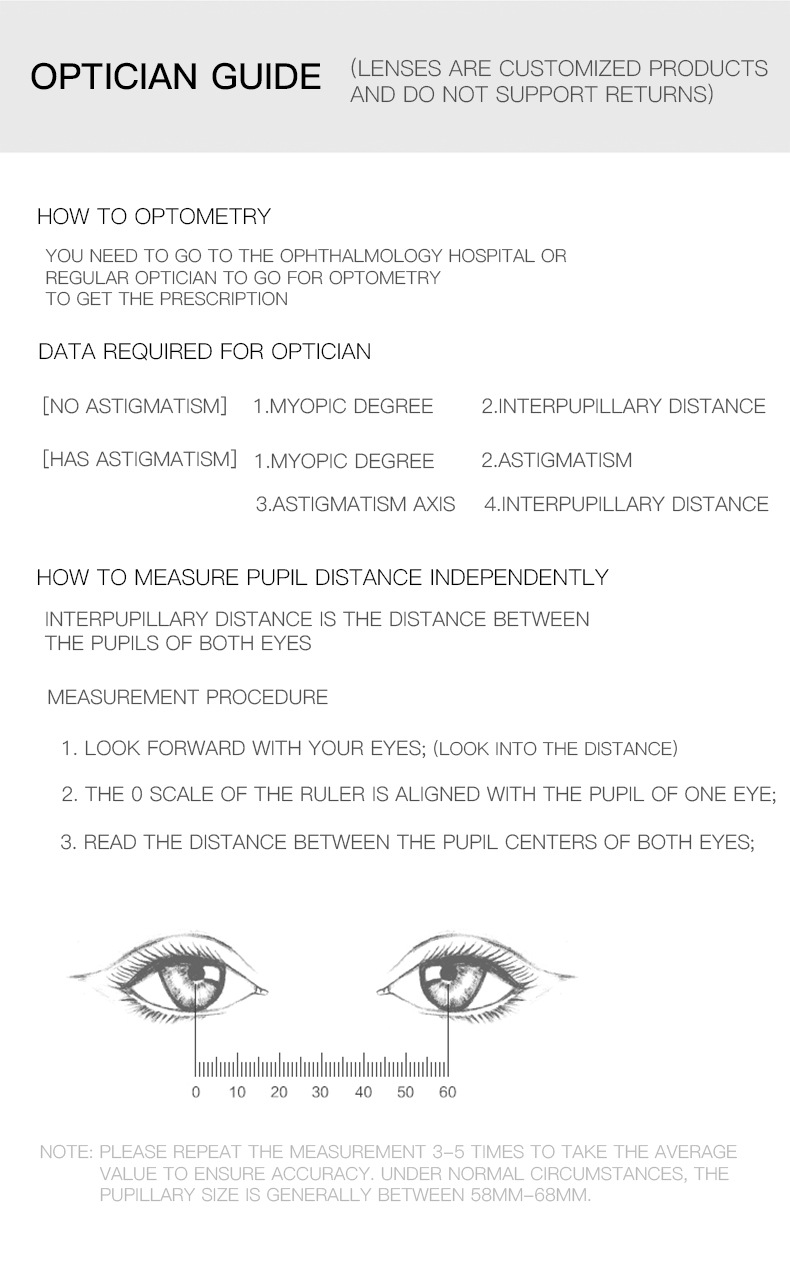 OPTICIAN GUIDE
(LENSES ARE CUSTOMIZED PRODUCTS
AND DO NOT SUPPORT RETURNS)
HOW TO OPTOMETRY
YOU NEED TO GO TO THE OPHTHALMOLOGY HOSPITAL OR
REGULAR OPTICIAN TO GO FOR OPTOMETRY
TO GET THE PRESCRIPTION
DATA REQUIRED FOR OPTICIAN
[NO ASTIGMATISM] 1.MYOPIC DEGREE 2.INTERPUPILLARY DISTANCE
[HAS ASTIGMATISM] 1.MYOPIC DEGREE 2.ASTIGMATISM
3.ASTIGMATISM AXIS 4.INTERPUPILLARY DISTANCE
HOW TO MEASURE PUPIL DISTANCE INDEPENDENTLY
INTERPUPILLARY DISTANCE IS THE DISTANCE BETWEEN
THE PUPILS OF BOTH EYES
MEASUREMENT PROCEDURE
1. LOOK FORWARD WITH YOUR EYES; (LOOK INTO THE DISTANCE)
2. THE 0 SCALE OF THE RULER IS ALIGNED WITH THE PUPIL OF ONE EYE;
3. READ THE DISTANCE BETWEEN THE PUPIL CENTERS OF BOTH EYES;
0 10 20 30 40 50 60
NOTE: PLEASE REPEAT THE MEASUREMENT 3-5 TIMES TO TAKE THE AVERAGE
VALUE TO ENSURE ACCURACY. UNDER NORMAL CIRCUMSTANCES, THE
PUPILLARY SIZE IS GENERALLY BETWEEN 58MM-68MM.